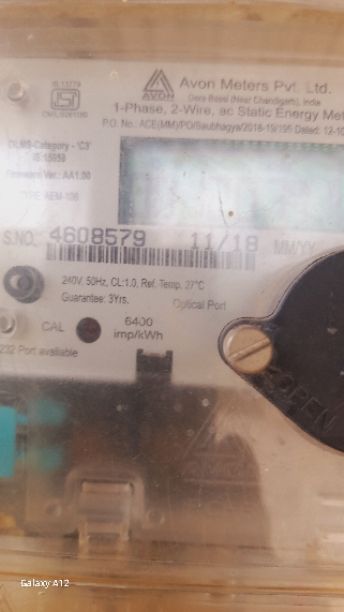 IS 13779
AVON
Avon Meters Pvt. Ltd.
Dera Bassi (Near Chandigarh), India
1-Phase, 2-Wire, ac Static Energy Met
P.O. No.: ACE(MM)/PO/Saubhagya/2018-19/195 Dated: 12-10
DLMS-Category - 'C3'
IS 15959
Firmware Ver.: AA1.00
TYPE: AEM-106
S.NO. 4608579 11/18 MM/YY
240V, 50Hz, CL:1.0, Ref. Temp. 27°C
Guarantee: 3Yrs.
Optical Port
CAL 6400
imp/kWh
232 Port available
OPEN
AVON
Galaxy A12